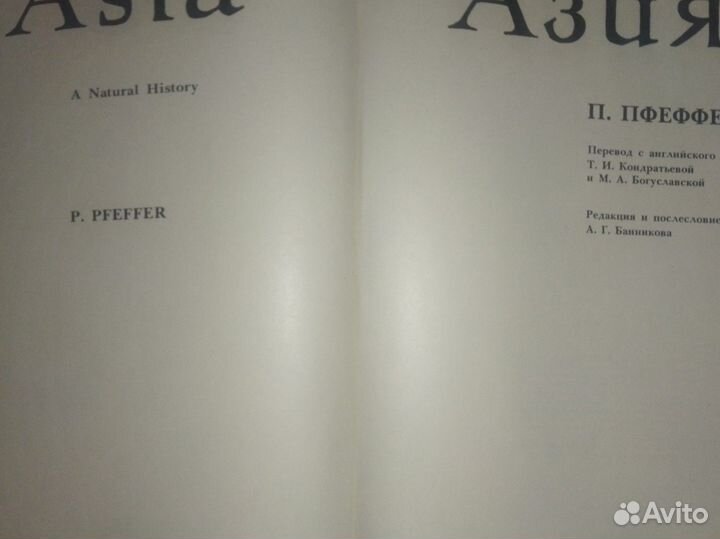 Asia
A Natural History
P. PFEFFER
Азия
П. ПФЕФФЕ
Перевод с английского
Т. И. Кондратьевой
и М. А. Богуславской
Редакция и послесловие
А. Г. Банникова
Avito